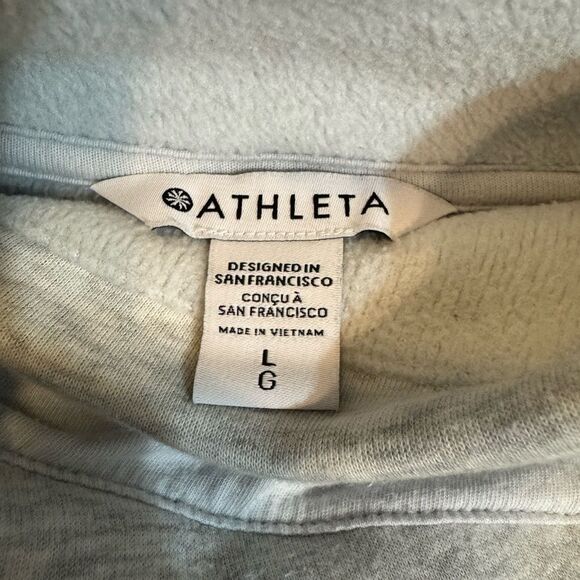 ATHLETA
DESIGNED IN
SAN FRANCISCO
CONÇU À
SAN FRANCISCO
MADE IN VIETNAM
L
G